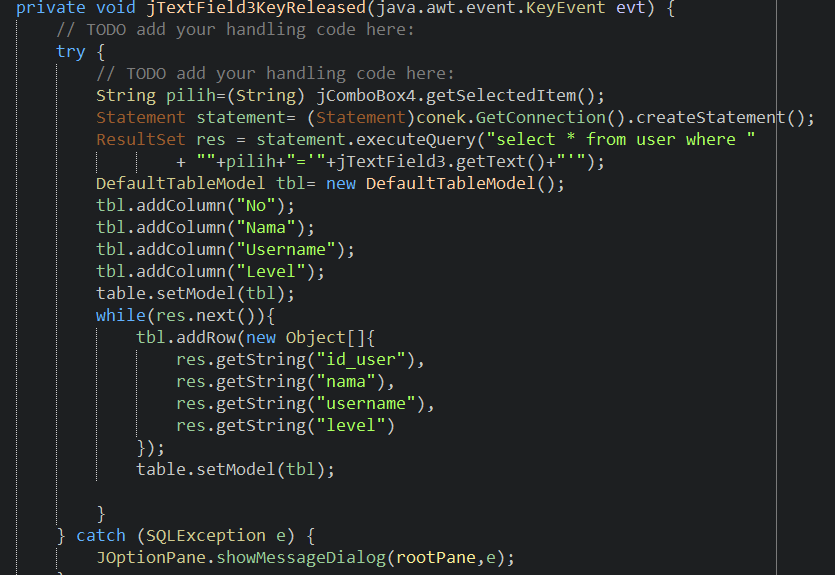 private void jTextField3KeyReleased(java.awt.event.KeyEvent evt) {
// TODO add your handling code here:
try {
// TODO add your handling code here:
String pilih=(String) jComboBox4.getSelectedItem();
Statement statement= (Statement)conek.GetConnection().createStatement();
ResultSet res = statement.executeQuery("select * from user where "
+ ""+pilih+"='"+jTextField3.getText()+"'");
DefaultTableModel tbl= new DefaultTableModel();
tbl.addColumn("No");
tbl.addColumn("Nama");
tbl.addColumn("Username");
tbl.addColumn("Level");
table.setModel(tbl);
while(res.next()){
tbl.addRow(new Object[]{
res.getString("id_user"),
res.getString("nama"),
res.getString("username"),
res.getString("level")
});
table.setModel(tbl);
}
} catch (SQLException e) {
JOptionPane.showMessageDialog(rootPane,e);